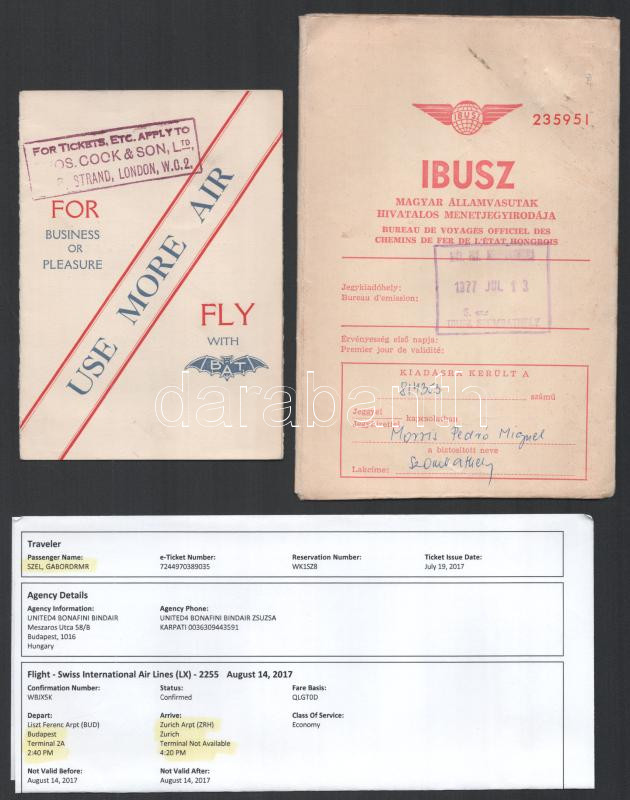 FOR TICKETS, ETC. APPLY TO
OS. COOK & SON, LTD
STRAND, LONDON, W.C.2.
FOR
BUSINESS
OR
PLEASURE
USE MORE AIR
FLY
WITH
BAT
IBUSZ
235951
IBUSZ
MAGYAR ÁLLAMVASUTAK
HIVATALOS MENETJEGYIRODÁJA
BUREAU DE VOYAGES OFFICIEL DES
CHEMINS DE FER DE L'ÉTAT HONGROIS
Jegykiadóhely:
Bureau d'emission:
1977 JUL 13
Érvényesség első napja:
Premier jour de validité:
KIADÁSRA KERÜLT A
számú
Jeggyel
Jegyfüzettel
kapcsolatban
Morris Pedro Miguel
a biztosított neve
Szombathely
Lakcíme:
darabanth
Traveler
Passenger Name: e-Ticket Number: Reservation Number: Ticket Issue Date:
SZEL, GABORDRMR 7244970389035 WK1SZ8 July 19, 2017
Agency Details
Agency Information: Agency Phone:
UNITED4 BONAFINI BINDAIR UNITED4 BONAFINI BINDAIR ZSUZSA
Meszaros Utca 58/B KARPATI 0036309443591
Budapest, 1016
Hungary
Flight - Swiss International Air Lines (LX) - 2255 August 14, 2017
Confirmation Number: Status: Fare Basis:
WBJX5K Confirmed QLGT0D
Depart: Arrive: Class Of Service:
Liszt Ferenc Arpt (BUD) Zurich Arpt (ZRH) Economy
Budapest Zurich
Terminal 2A Terminal Not Available
2:40 PM 4:20 PM
Not Valid Before: Not Valid After:
August 14, 2017 August 14, 2017